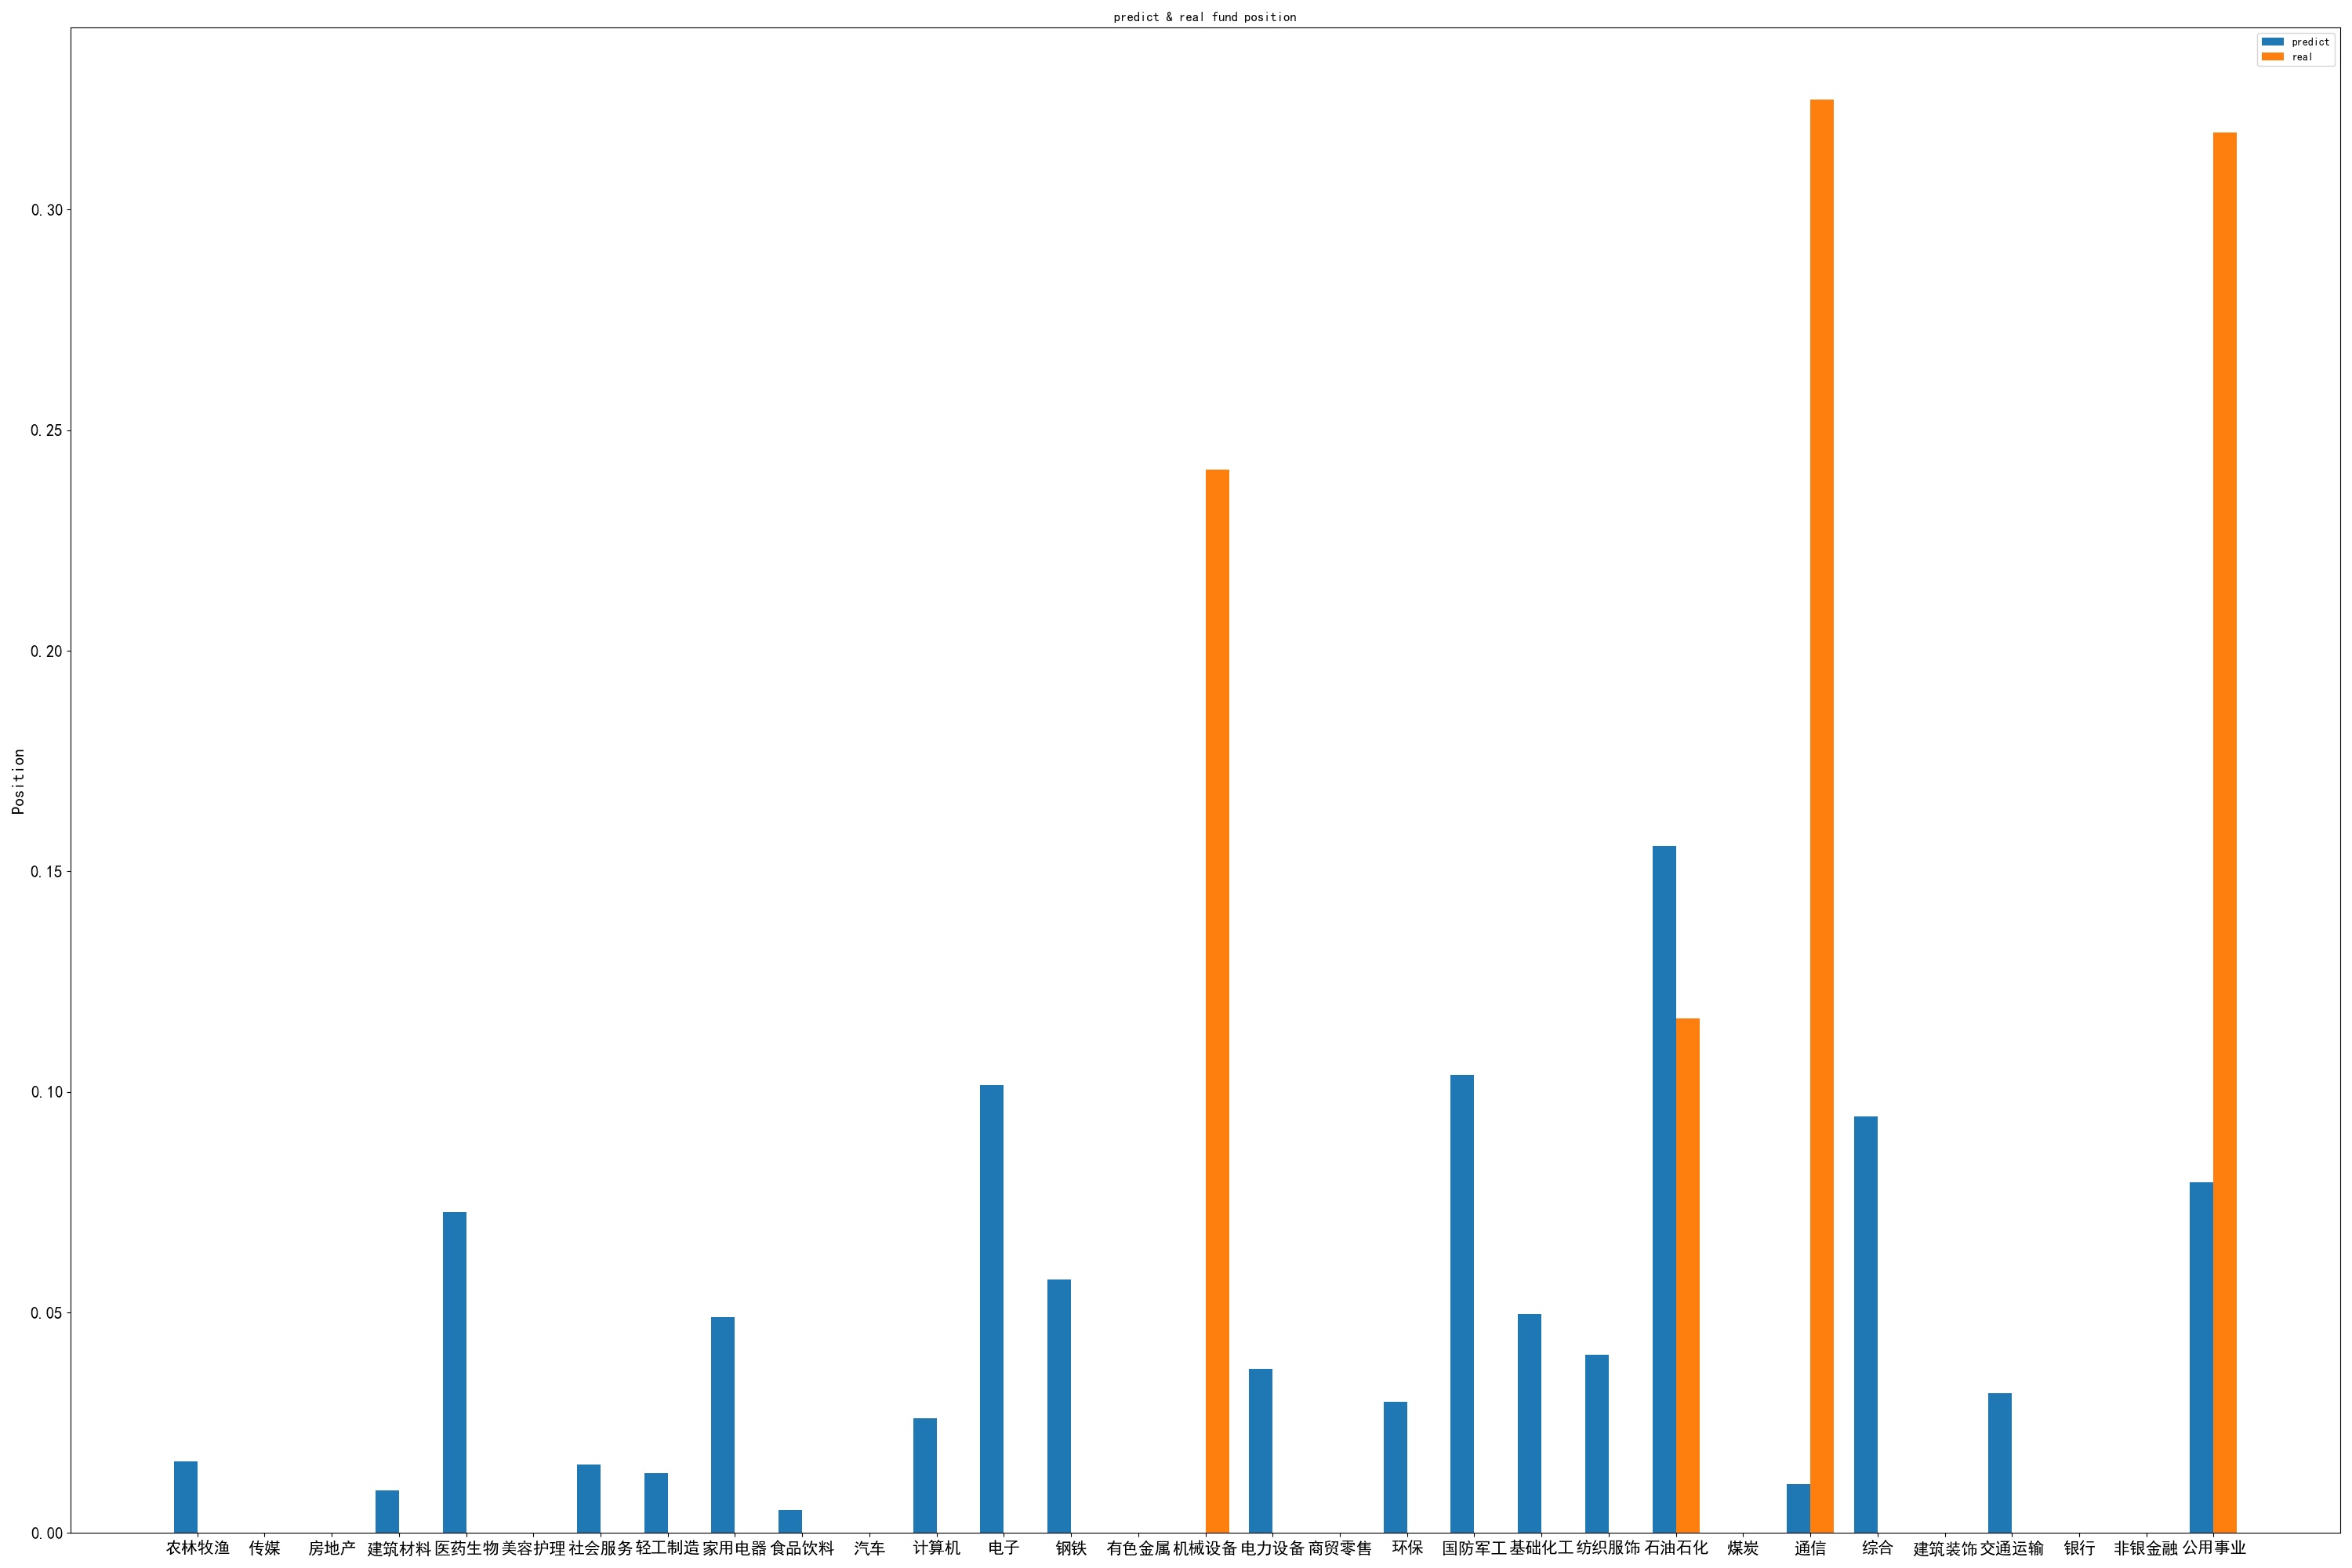 predict & real fund position
predict
real
0.30
0.25
0.20
0.15
0.10
0.05
0.00
Position
农林牧渔 传媒 房地产 建筑材料 医药生物 美容护理 社会服务 轻工制造 家用电器 食品饮料 汽车 计算机 电子 钢铁 有色金属 机械设备 电力设备 商贸零售 环保 国防军工 基础化工 纺织服饰 石油石化 煤炭 通信 综合 建筑装饰 交通运输 银行 非银金融 公用事业